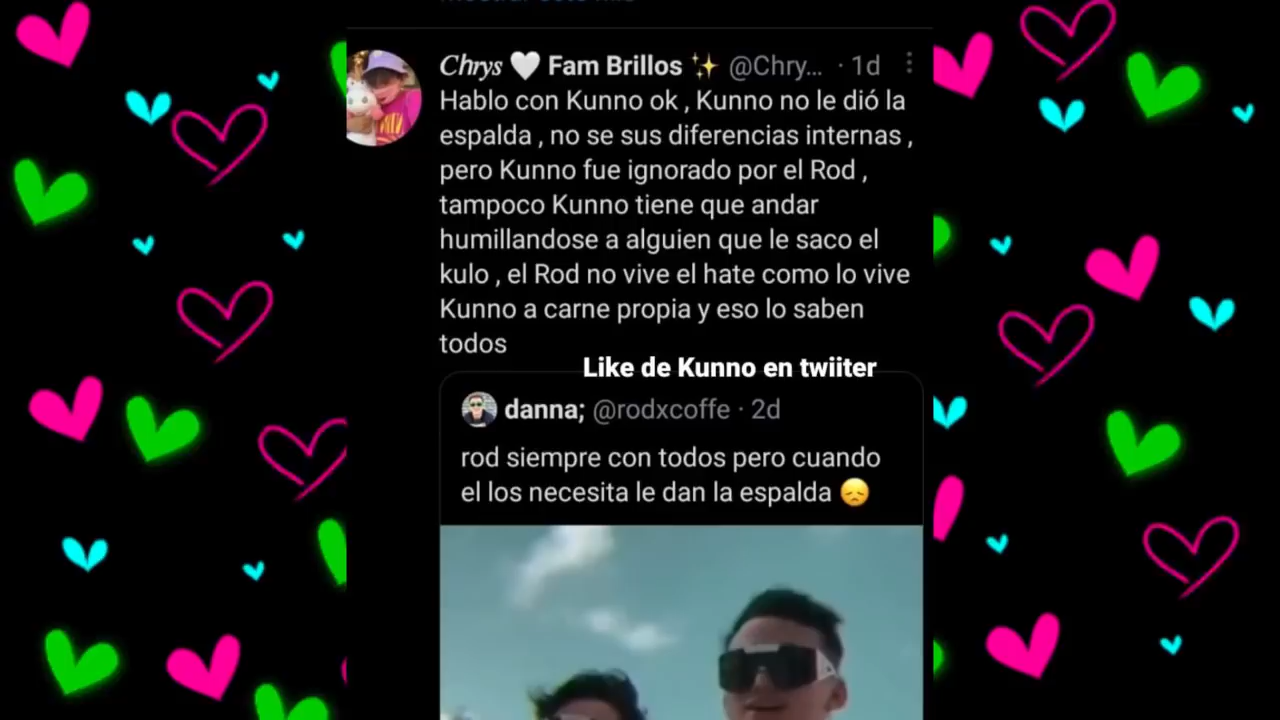 Chrys 🤍 Fam Brillos ✨ @Chry... · 1d
Hablo con Kunno ok , Kunno no le dió la
espalda , no se sus diferencias internas ,
pero Kunno fue ignorado por el Rod ,
tampoco Kunno tiene que andar
humillandose a alguien que le saco el
kulo , el Rod no vive el hate como lo vive
Kunno a carne propia y eso lo saben
todos
Like de Kunno en twiiter
danna; @rodxcoffe · 2d
rod siempre con todos pero cuando
el los necesita le dan la espalda 😞